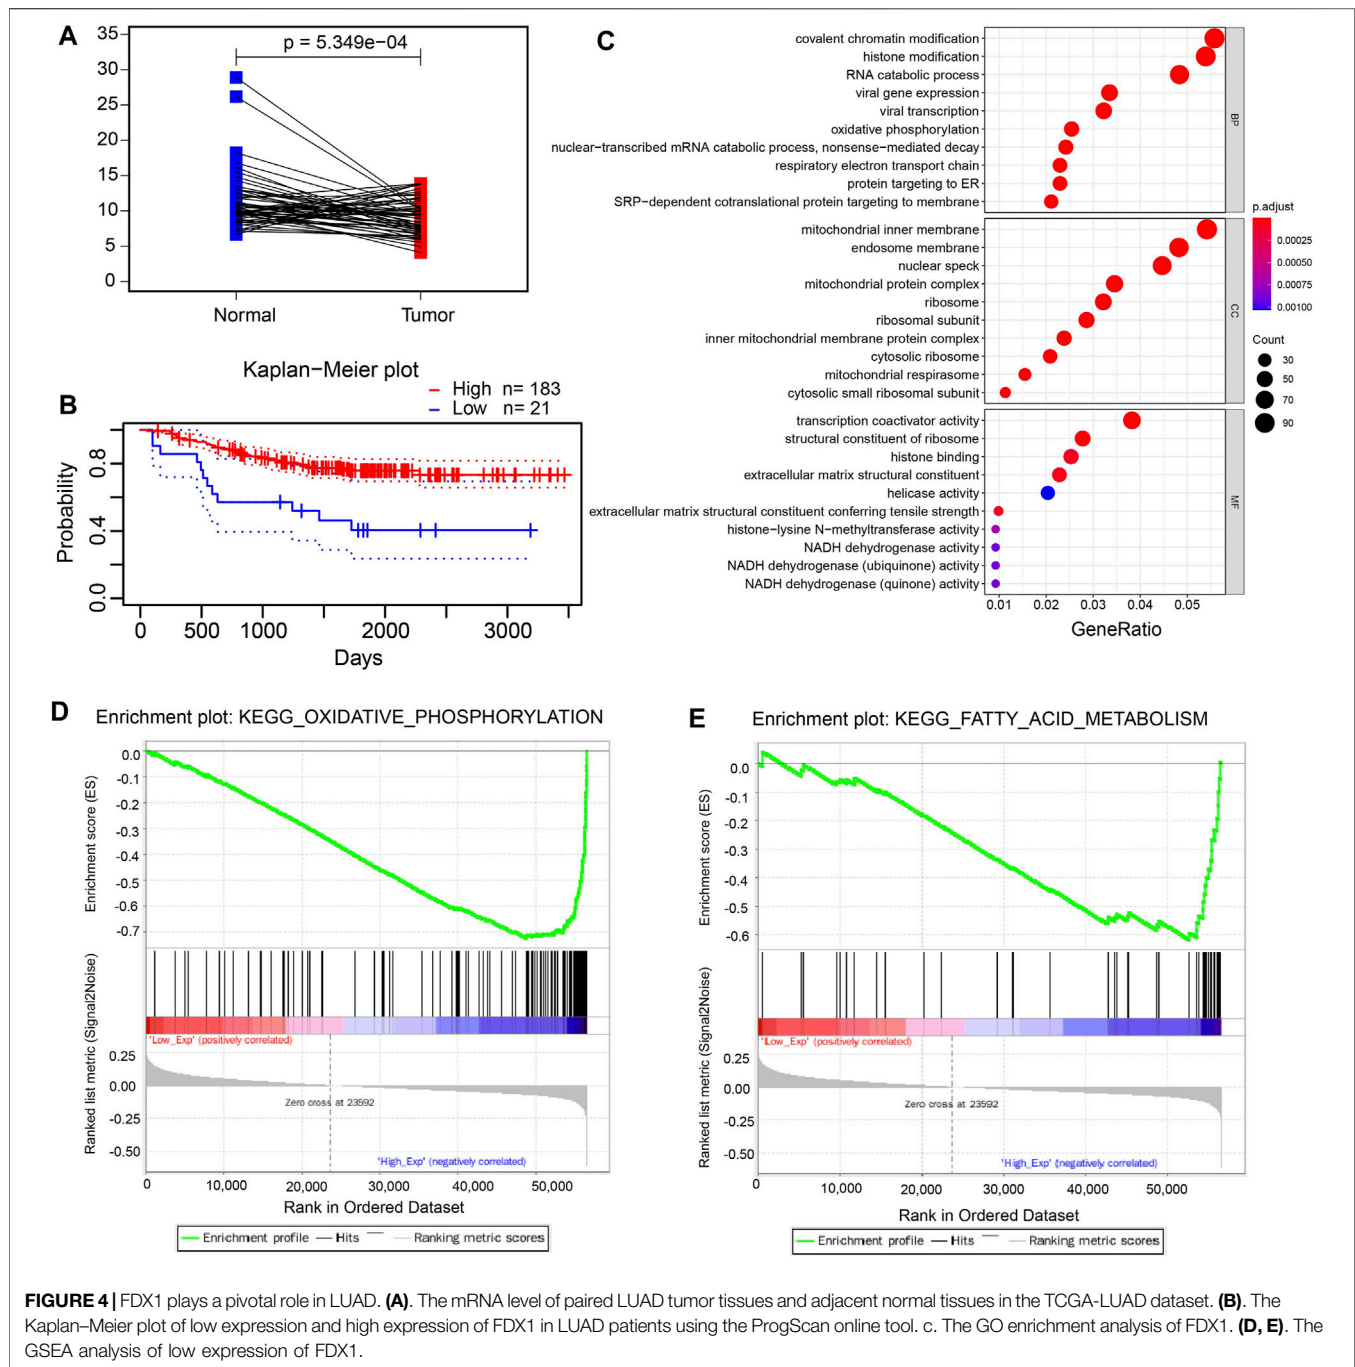 A
p = 5.349e−04
35
30
25
20
15
10
5
0
Normal
Tumor
Kaplan−Meier plot
B
High n= 183
Low n= 21
Probability
0.8
0.4
0.0
0
500
1000
2000
3000
Days
C
covalent chromatin modification
histone modification
RNA catabolic process
viral gene expression
viral transcription
oxidative phosphorylation
nuclear−transcribed mRNA catabolic process, nonsense−mediated decay
respiratory electron transport chain
protein targeting to ER
SRP−dependent cotranslational protein targeting to membrane
BP
mitochondrial inner membrane
endosome membrane
nuclear speck
mitochondrial protein complex
ribosome
ribosomal subunit
inner mitochondrial membrane protein complex
cytosolic ribosome
mitochondrial respirasome
cytosolic small ribosomal subunit
CC
transcription coactivator activity
structural constituent of ribosome
histone binding
extracellular matrix structural constituent
helicase activity
extracellular matrix structural constituent conferring tensile strength
histone−lysine N−methyltransferase activity
NADH dehydrogenase activity
NADH dehydrogenase (ubiquinone) activity
NADH dehydrogenase (quinone) activity
MF
0.01
0.02
0.03
0.04
0.05
GeneRatio
p.adjust
0.00025
0.00050
0.00075
0.00100
Count
30
50
70
90
D
Enrichment plot: KEGG_OXIDATIVE_PHOSPHORYLATION
Enrichment score (ES)
0.0
-0.1
-0.2
-0.3
-0.4
-0.5
-0.6
-0.7
Ranked list metric (Signal2Noise)
'Low_Exp' (positively correlated)
0.25
0.00
-0.25
-0.50
Zero cross at 23592
'High_Exp' (negatively correlated)
0
10,000
20,000
30,000
40,000
50,000
Rank in Ordered Dataset
Enrichment profile
Hits
Ranking metric scores
E
Enrichment plot: KEGG_FATTY_ACID_METABOLISM
Enrichment score (ES)
0.0
-0.1
-0.2
-0.3
-0.4
-0.5
-0.6
Ranked list metric (Signal2Noise)
'Low_Exp' (positively correlated)
0.25
0.00
-0.25
-0.50
Zero cross at 23592
'High_Exp' (negatively correlated)
0
10,000
20,000
30,000
40,000
50,000
Rank in Ordered Dataset
Enrichment profile
Hits
Ranking metric scores
FIGURE 4 | FDX1 plays a pivotal role in LUAD. (A). The mRNA level of paired LUAD tumor tissues and adjacent normal tissues in the TCGA-LUAD dataset. (B). The
Kaplan–Meier plot of low expression and high expression of FDX1 in LUAD patients using the ProgScan online tool. c. The GO enrichment analysis of FDX1. (D, E). The
GSEA analysis of low expression of FDX1.